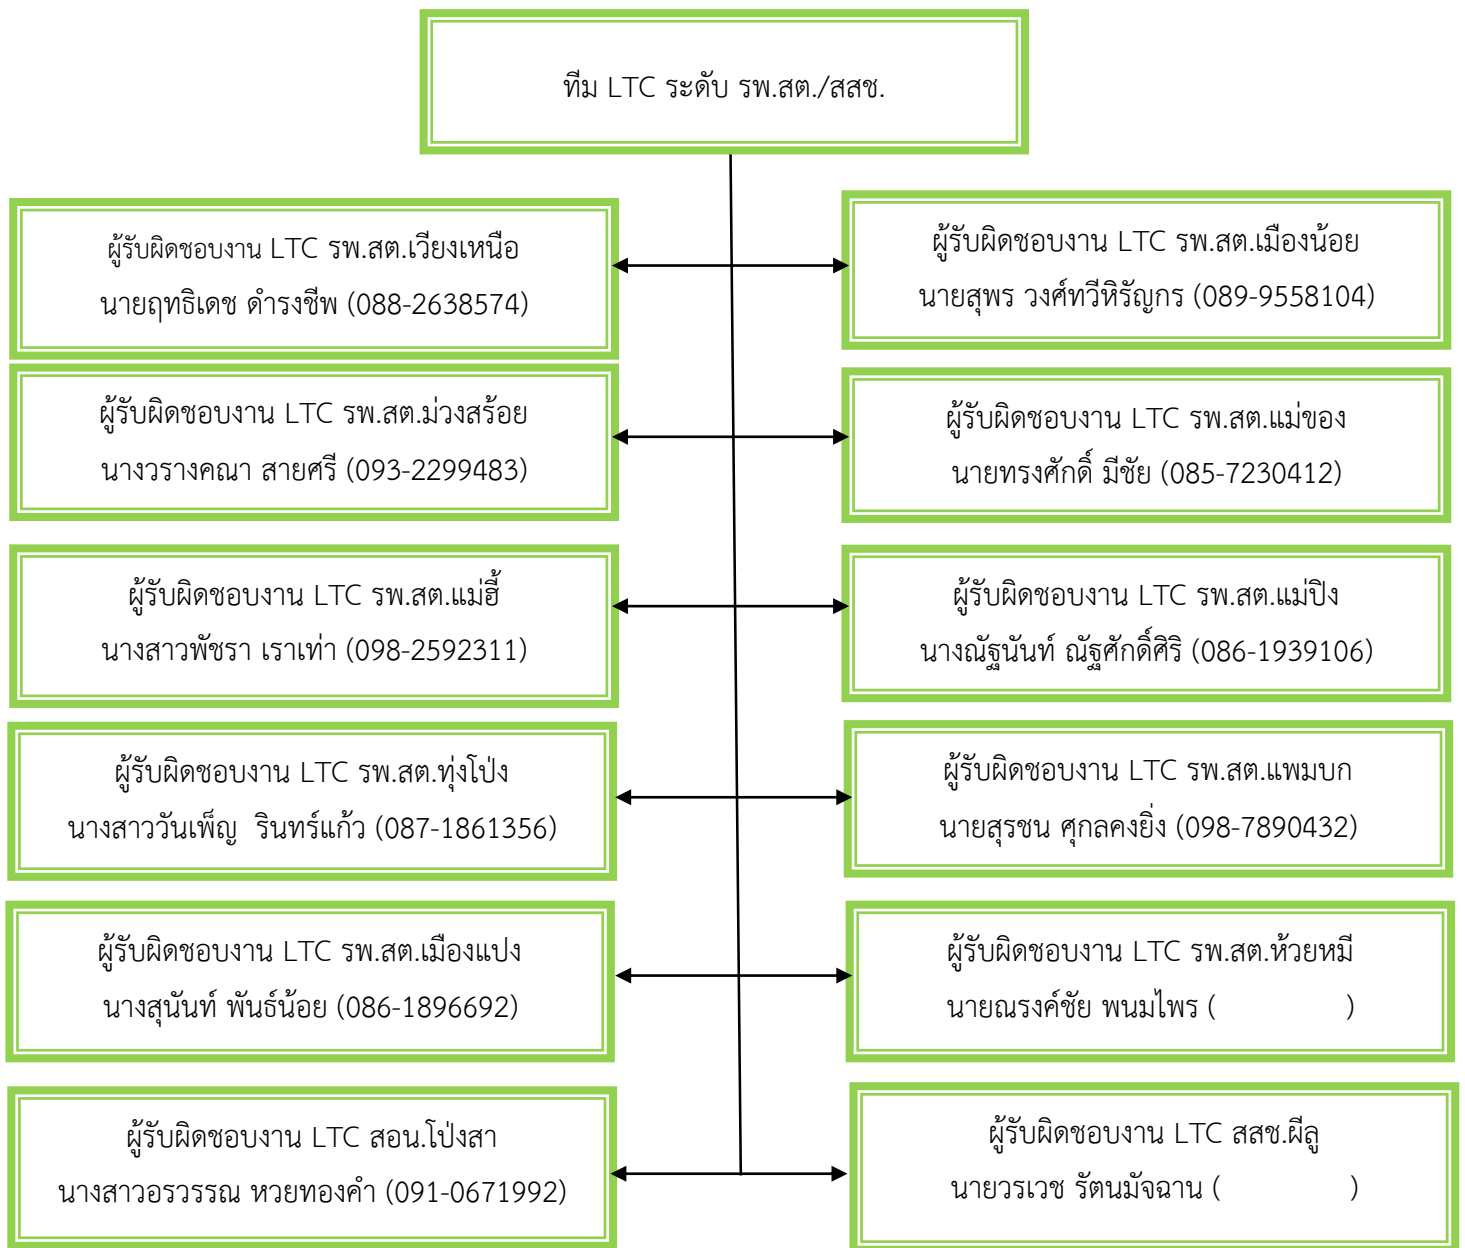 ทีม LTC ระดับ รพ.สต./สสช.
ผู้รับผิดชอบงาน LTC รพ.สต.เวียงเหนือ
นายฤทธิเดช ดำรงชีพ (088-2638574)
ผู้รับผิดชอบงาน LTC รพ.สต.เมืองน้อย
นายสุพร วงศ์ทวีหิรัญกร (089-9558104)
ผู้รับผิดชอบงาน LTC รพ.สต.ม่วงสร้อย
นางวรางคณา สายศรี (093-2299483)
ผู้รับผิดชอบงาน LTC รพ.สต.แม่ของ
นายทรงศักดิ์ มีชัย (085-7230412)
ผู้รับผิดชอบงาน LTC รพ.สต.แม่ฮี้
นางสาวพัชรา เราเท่า (098-2592311)
ผู้รับผิดชอบงาน LTC รพ.สต.แม่ปิง
นางณัฐนันท์ ณัฐศักดิ์ศิริ (086-1939106)
ผู้รับผิดชอบงาน LTC รพ.สต.ทุ่งโป่ง
นางสาววันเพ็ญ  รินทร์แก้ว (087-1861356)
ผู้รับผิดชอบงาน LTC รพ.สต.แพมบก
นายสุรชน ศุกลคงยิ่ง (098-7890432)
ผู้รับผิดชอบงาน LTC รพ.สต.เมืองแปง
นางสุนันท์ พันธ์น้อย (086-1896692)
ผู้รับผิดชอบงาน LTC รพ.สต.ห้วยหมี
นายณรงค์ชัย พนมไพร (                )
ผู้รับผิดชอบงาน LTC สอน.โป่งสา
นางสาวอรวรรณ หวยทองคำ (091-0671992)
ผู้รับผิดชอบงาน LTC สสช.ผีลู
นายวรเวช รัตนมัจฉาน (                )